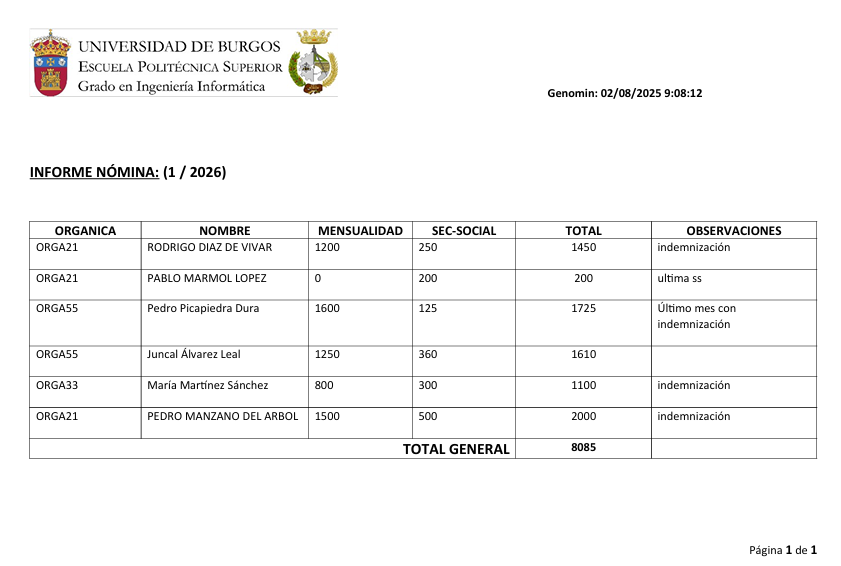 UNIVERSIDAD DE BURGOS
ESCUELA POLITÉCNICA SUPERIOR
Grado en Ingeniería Informática
Genomin: 02/08/2025 9:08:12
INFORME NÓMINA: (1 / 2026)
ORGANICA NOMBRE MENSUALIDAD SEC-SOCIAL TOTAL OBSERVACIONES
ORGA21 RODRIGO DIAZ DE VIVAR 1200 250 1450 indemnización
ORGA21 PABLO MARMOL LOPEZ 0 200 200 ultima ss
ORGA55 Pedro Picapiedra Dura 1600 125 1725 Último mes con
indemnización
ORGA55 Juncal Álvarez Leal 1250 360 1610
ORGA33 María Martínez Sánchez 800 300 1100 indemnización
ORGA21 PEDRO MANZANO DEL ARBOL 1500 500 2000 indemnización
TOTAL GENERAL 8085
Página 1 de 1